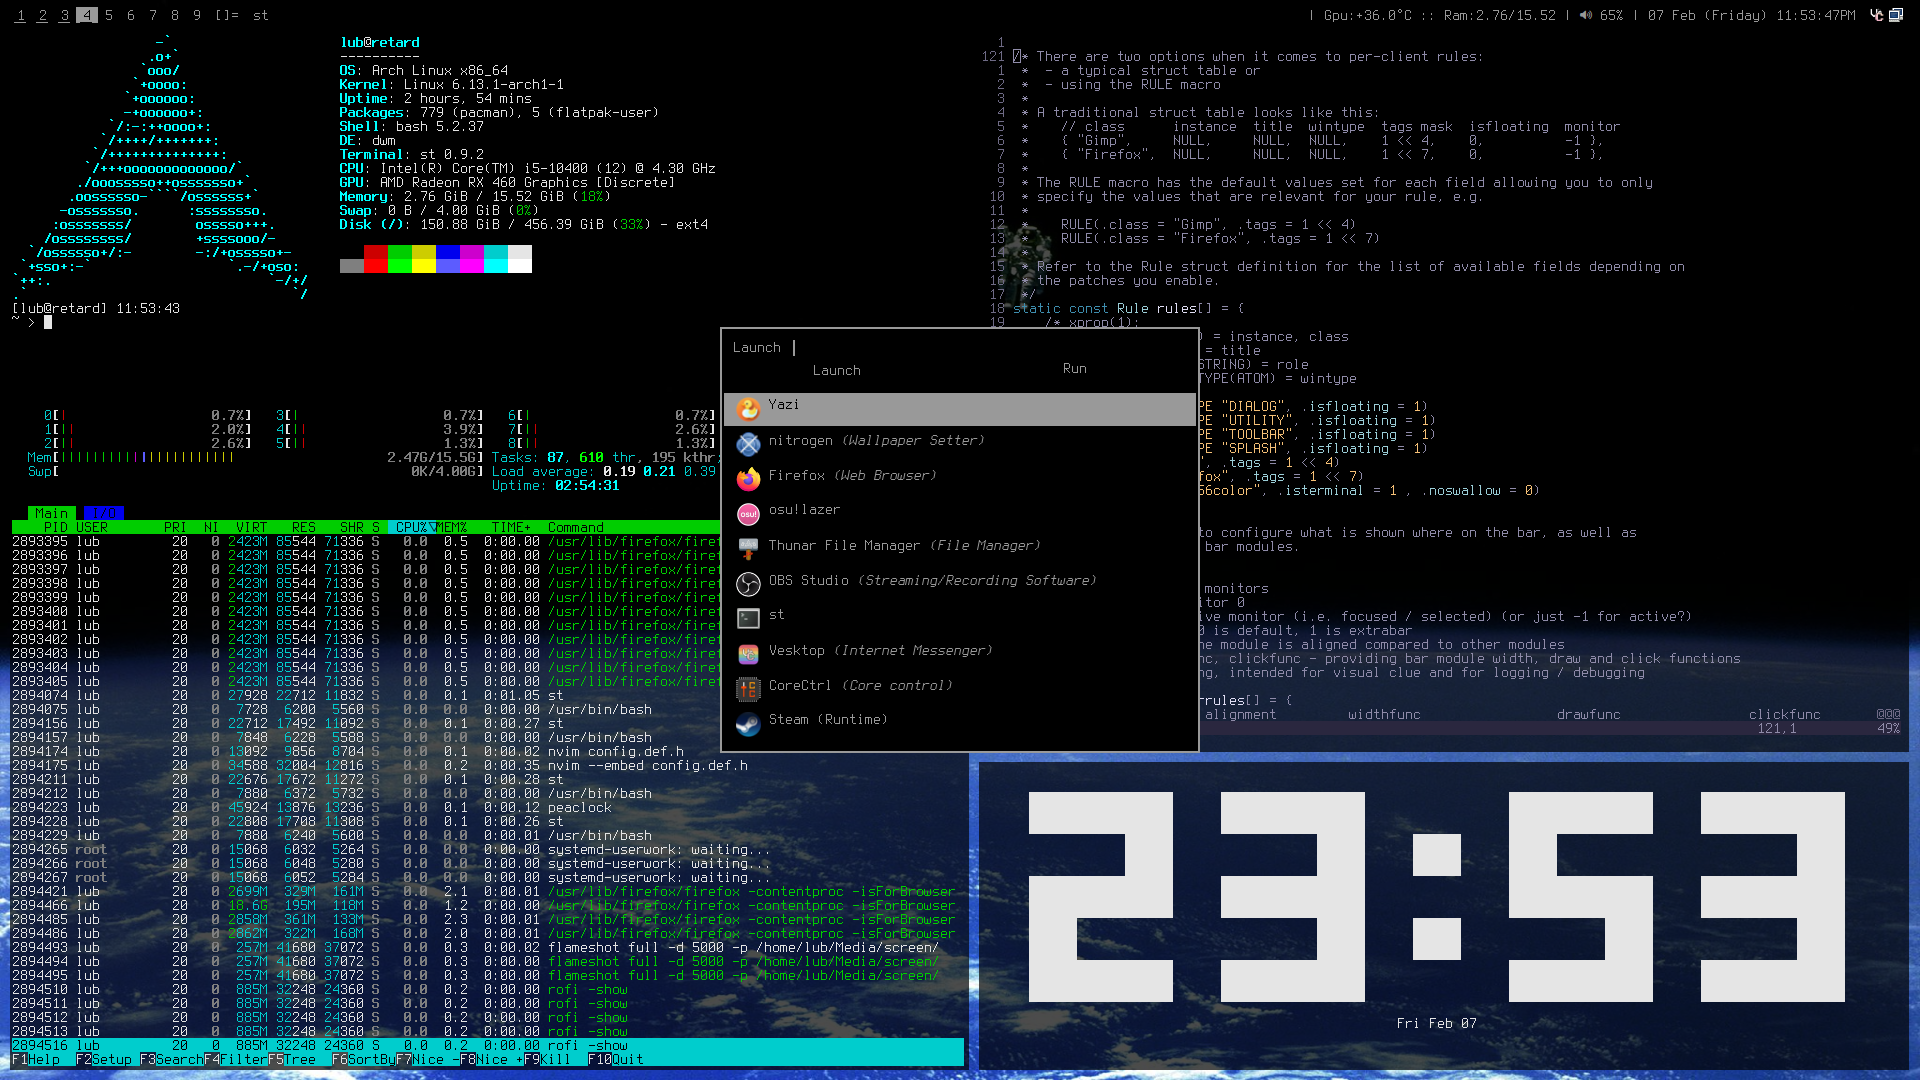 1 2 3 4 5 6 7 8 9 []= st
| Gpu:+36.0°C :: Ram:2.76/15.52 | 65% | 07 Feb (Friday) 11:53:47PM
-`
.o+`
`ooo/
`+oooo:
`+oooooo:
-+oooooo+:
`/:-:++oooo+:
`/++++/+++++++:
`/++++++++++++++:
`/+++ooooooooooooo/`
./ooosssso++osssssso+`
.oossssso-````/ossssss+`
-osssssso. :ssssssso.
:osssssss/ osssso+++.
/ossssssss/ +ssssooo/-
`/ossssso+/:- -:/+osssso+-
`+sso+:-` `.-/+oso:
`++:. `-/+/
.` `/
lub@retard
----------
OS: Arch Linux x86_64
Kernel: Linux 6.13.1-arch1-1
Uptime: 2 hours, 54 mins
Packages: 779 (pacman), 5 (flatpak-user)
Shell: bash 5.2.37
DE: dwm
Terminal: st 0.9.2
CPU: Intel(R) Core(TM) i5-10400 (12) @ 4.30 GHz
GPU: AMD Radeon RX 460 Graphics [Discrete]
Memory: 2.76 GiB / 15.52 GiB (18%)
Swap: 0 B / 4.00 GiB (0%)
Disk (/): 150.88 GiB / 456.39 GiB (33%) - ext4
[lub@retard] 11:53:43
~ >
1
121 /* There are two options when it comes to per-client rules:
1 * - a typical struct table or
2 * - using the RULE macro
3 *
4 * A traditional struct table looks like this:
5 * // class instance title wintype tags mask isfloating monitor
6 * { "Gimp", NULL, NULL, NULL, 1 << 4, 0, -1 },
7 * { "Firefox", NULL, NULL, NULL, 1 << 7, 0, -1 },
8 *
9 * The RULE macro has the default values set for each field allowing you to only
10 * specify the values that are relevant for your rule, e.g.
11 *
12 * RULE(.class = "Gimp", .tags = 1 << 4)
13 * RULE(.class = "Firefox", .tags = 1 << 7)
14 *
15 * Refer to the Rule struct definition for the list of available fields depending on
16 * the patches you enable.
17 */
18 static const Rule rules[] = {
19 /* xprop(1):
) = instance, class
= title
STRING) = role
TYPE(ATOM) = wintype
PE "DIALOG", .isfloating = 1)
PE "UTILITY", .isfloating = 1)
PE "TOOLBAR", .isfloating = 1)
PE "SPLASH", .isfloating = 1)
", .tags = 1 << 4)
fox", .tags = 1 << 7)
56color", .isterminal = 1 , .noswallow = 0)
to configure what is shown where on the bar, as well as
bar modules.
monitors
itor 0
ive monitor (i.e. focused / selected) (or just -1 for active?)
0 is default, 1 is extrabar
he module is aligned compared to other modules
nc, clickfunc - providing bar module width, draw and click functions
ng, intended for visual clue and for logging / debugging
rrules[] = {
alignment widthfunc drawfunc clickfunc @@@
121,1 49%
Launch
Launch Run
Yazi
nitrogen (Wallpaper Setter)
Firefox (Web Browser)
osu!lazer
Thunar File Manager (File Manager)
OBS Studio (Streaming/Recording Software)
st
Vesktop (Internet Messenger)
CoreCtrl (Core control)
Steam (Runtime)
0[| 0.7%] 3[| 0.7%] 6[| 0.7%]
1[|| 2.0%] 4[|| 3.9%] 7[|| 2.6%]
2[|| 2.6%] 5[|| 1.3%] 8[|| 1.3%]
Mem[||||||||||||||||||||||| 2.47G/15.5G] Tasks: 87, 610 thr, 195 kthr;
Swp[ 0K/4.00G] Load average: 0.19 0.21 0.39
Uptime: 02:54:31
Main I/O
PID USER PRI NI VIRT RES SHR S CPU%▽MEM% TIME+ Command
2893395 lub 20 0 2423M 85544 71336 S 0.0 0.5 0:00.00 /usr/lib/firefox/firef
2893396 lub 20 0 2423M 85544 71336 S 0.0 0.5 0:00.00 /usr/lib/firefox/firef
2893397 lub 20 0 2423M 85544 71336 S 0.0 0.5 0:00.00 /usr/lib/firefox/firef
2893398 lub 20 0 2423M 85544 71336 S 0.0 0.5 0:00.00 /usr/lib/firefox/firef
2893399 lub 20 0 2423M 85544 71336 S 0.0 0.5 0:00.00 /usr/lib/firefox/firef
2893400 lub 20 0 2423M 85544 71336 S 0.0 0.5 0:00.00 /usr/lib/firefox/firef
2893401 lub 20 0 2423M 85544 71336 S 0.0 0.5 0:00.00 /usr/lib/firefox/firef
2893402 lub 20 0 2423M 85544 71336 S 0.0 0.5 0:00.00 /usr/lib/firefox/firef
2893403 lub 20 0 2423M 85544 71336 S 0.0 0.5 0:00.00 /usr/lib/firefox/firef
2893404 lub 20 0 2423M 85544 71336 S 0.0 0.5 0:00.00 /usr/lib/firefox/firef
2893405 lub 20 0 2423M 85544 71336 S 0.0 0.5 0:00.00 /usr/lib/firefox/firef
2894074 lub 20 0 27928 22712 11832 S 0.0 0.1 0:01.05 st
2894075 lub 20 0 7728 6200 5560 S 0.0 0.0 0:00.00 /usr/bin/bash
2894156 lub 20 0 22712 17492 11092 S 0.0 0.1 0:00.27 st
2894157 lub 20 0 7848 6228 5588 S 0.0 0.0 0:00.00 /usr/bin/bash
2894174 lub 20 0 13092 9856 8704 S 0.0 0.1 0:00.02 nvim config.def.h
2894175 lub 20 0 34588 32004 12816 S 0.0 0.2 0:00.35 nvim --embed config.def.h
2894211 lub 20 0 22676 17672 11272 S 0.0 0.1 0:00.28 st
2894212 lub 20 0 7880 6372 5732 S 0.0 0.0 0:00.00 /usr/bin/bash
2894223 lub 20 0 45924 13876 13236 S 0.0 0.1 0:00.12 peaclock
2894228 lub 20 0 22808 17708 11308 S 0.0 0.1 0:00.26 st
2894229 lub 20 0 7880 6240 5600 S 0.0 0.0 0:00.01 /usr/bin/bash
2894265 root 20 0 15068 6032 5264 S 0.0 0.0 0:00.00 systemd-userwork: waiting...
2894266 root 20 0 15068 6048 5280 S 0.0 0.0 0:00.00 systemd-userwork: waiting...
2894267 root 20 0 15068 6052 5284 S 0.0 0.0 0:00.00 systemd-userwork: waiting...
2894421 lub 20 0 2699M 329M 161M S 0.0 2.1 0:00.01 /usr/lib/firefox/firefox -contentproc -isForBrowser
2894466 lub 20 0 18.6G 195M 118M S 0.0 1.2 0:00.01 /usr/lib/firefox/firefox -contentproc -isForBrowser
2894485 lub 20 0 2858M 361M 133M S 0.0 2.3 0:00.01 /usr/lib/firefox/firefox -contentproc -isForBrowser
2894486 lub 20 0 2862M 322M 168M S 0.0 2.0 0:00.01 /usr/lib/firefox/firefox -contentproc -isForBrowser
2894493 lub 20 0 257M 41680 37072 S 0.0 0.3 0:00.02 flameshot full -d 5000 -p /home/lub/Media/screen/
2894494 lub 20 0 257M 41680 37072 S 0.0 0.3 0:00.00 flameshot full -d 5000 -p /home/lub/Media/screen/
2894495 lub 20 0 257M 41680 37072 S 0.0 0.3 0:00.00 flameshot full -d 5000 -p /home/lub/Media/screen/
2894510 lub 20 0 885M 32248 24360 S 0.0 0.2 0:00.00 rofi -show
2894511 lub 20 0 885M 32248 24360 S 0.0 0.2 0:00.00 rofi -show
2894512 lub 20 0 885M 32248 24360 S 0.0 0.2 0:00.00 rofi -show
2894513 lub 20 0 885M 32248 24360 S 0.0 0.2 0:00.00 rofi -show
2894516 lub 20 0 885M 32248 24360 S 0.0 0.2 0:00.00 rofi -show
F1Help F2Setup F3SearchF4FilterF5Tree F6SortByF7Nice -F8Nice +F9Kill F10Quit
23:53
Fri Feb 07